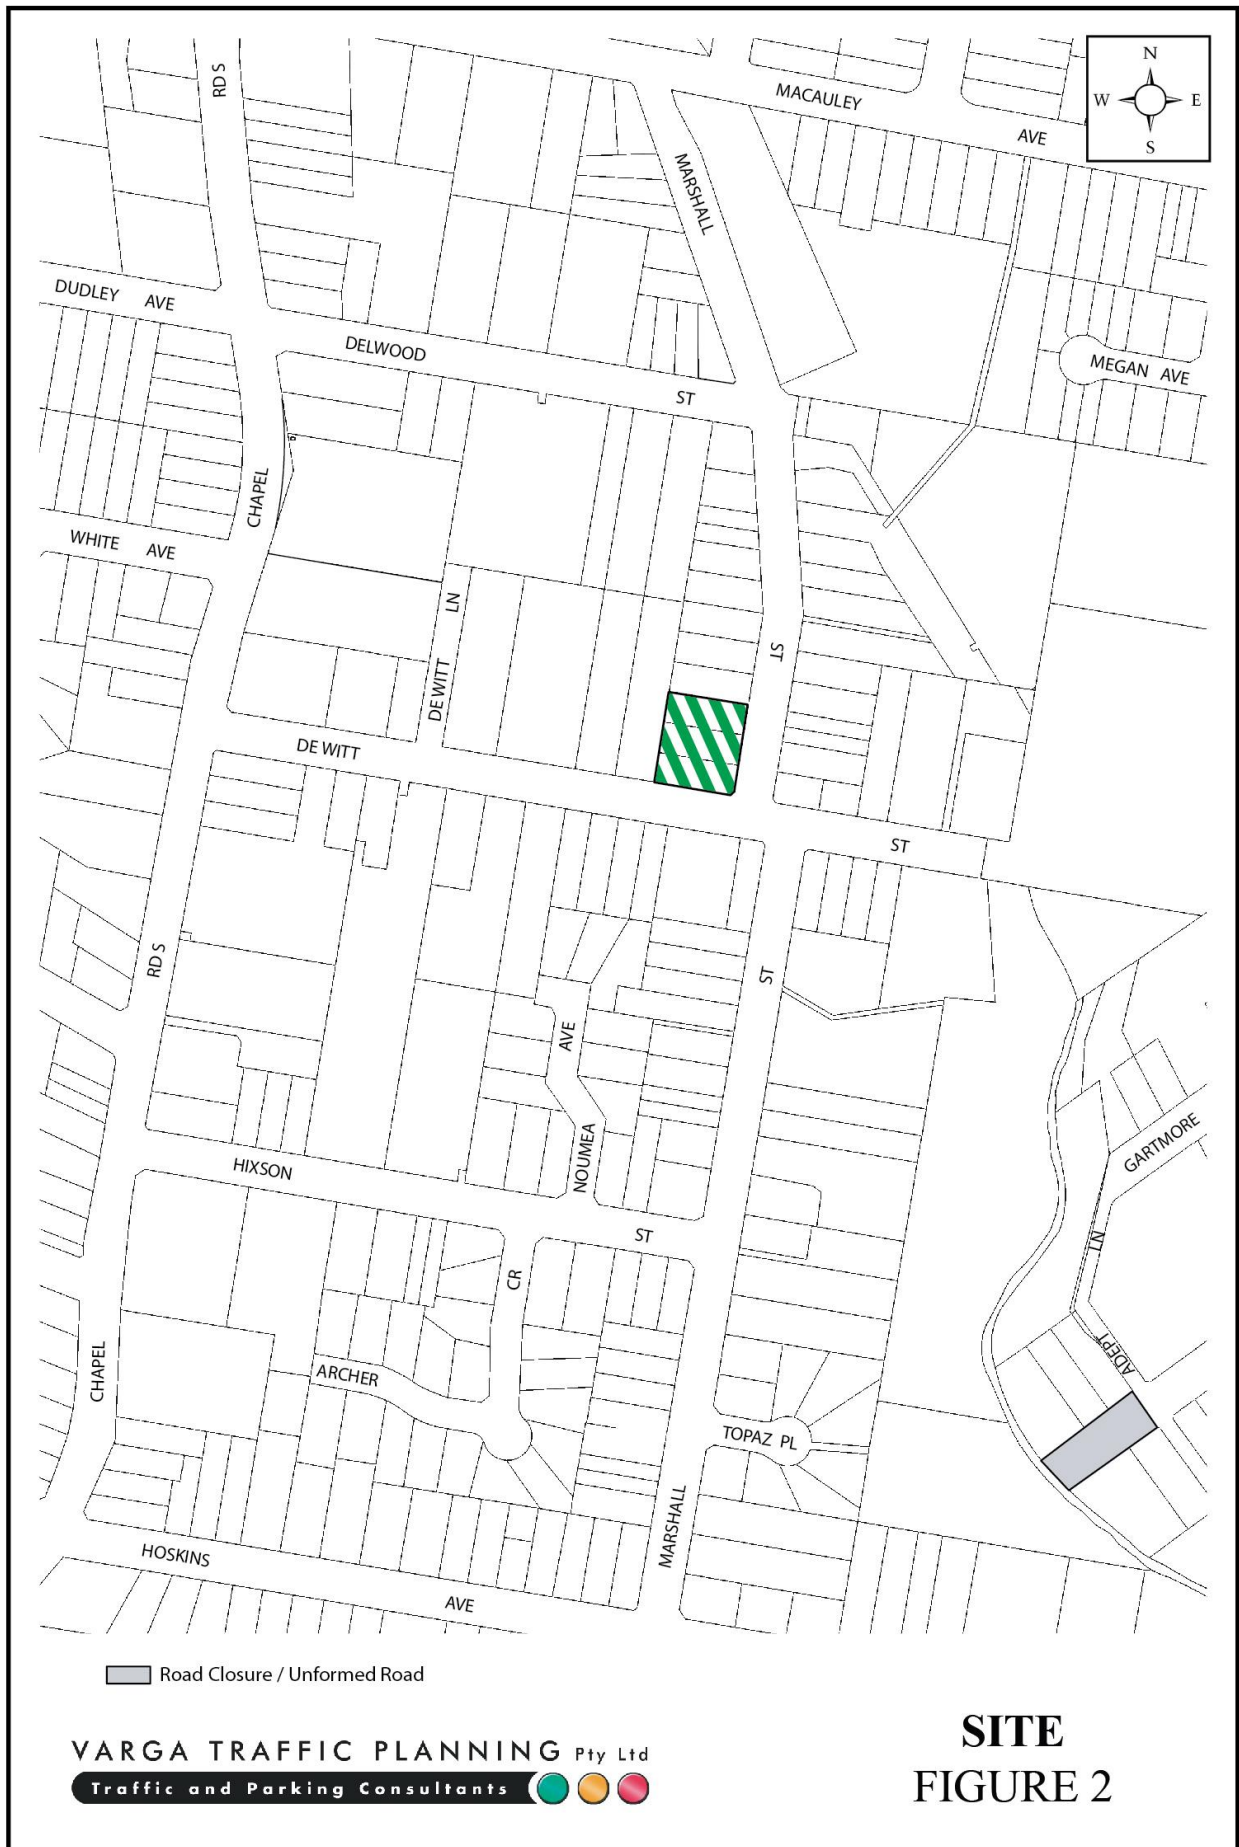 N
W E
S
RD S
MACAULEY
AVE
MARSHALL
DUDLEY AVE
DELWOOD
ST
MEGAN AVE
CHAPEL
WHITE AVE
LN
DE WITT
ST
DE WITT
ST
RD S
ST
AVE
NOUMEA
GARTMORE
HIXSON
ST
LN
CR
ADEPT
CHAPEL
ARCHER
TOPAZ PL
MARSHALL
HOSKINS
AVE
Road Closure / Unformed Road
VARGA TRAFFIC PLANNING Pty Ltd
Traffic and Parking Consultants
SITE
FIGURE 2